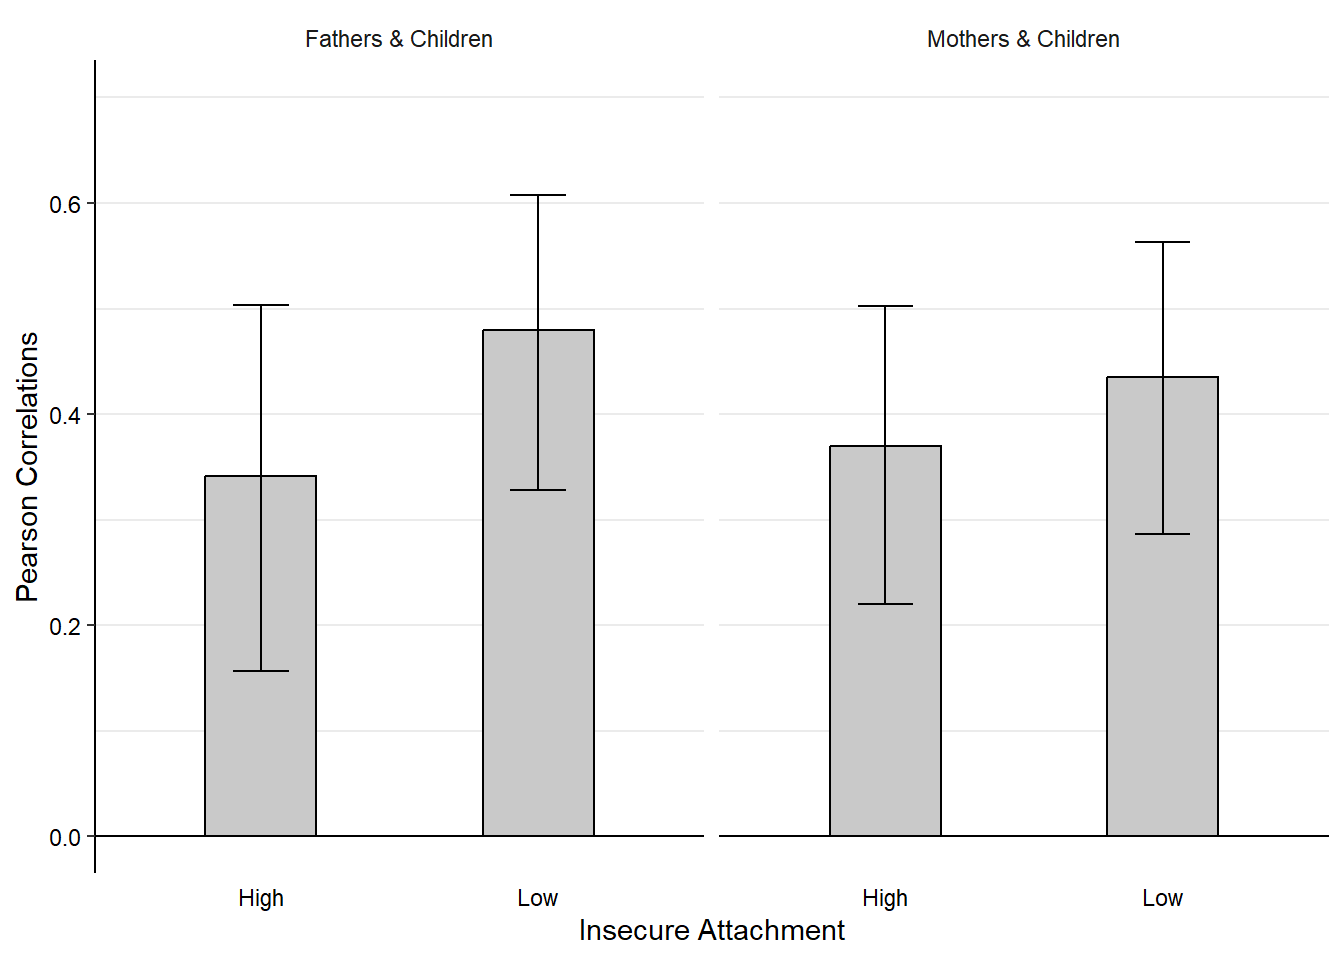 Fathers & Children
Mothers & Children
Pearson Correlations
0.6
0.4
0.2
0.0
High
Low
High
Low
Insecure Attachment